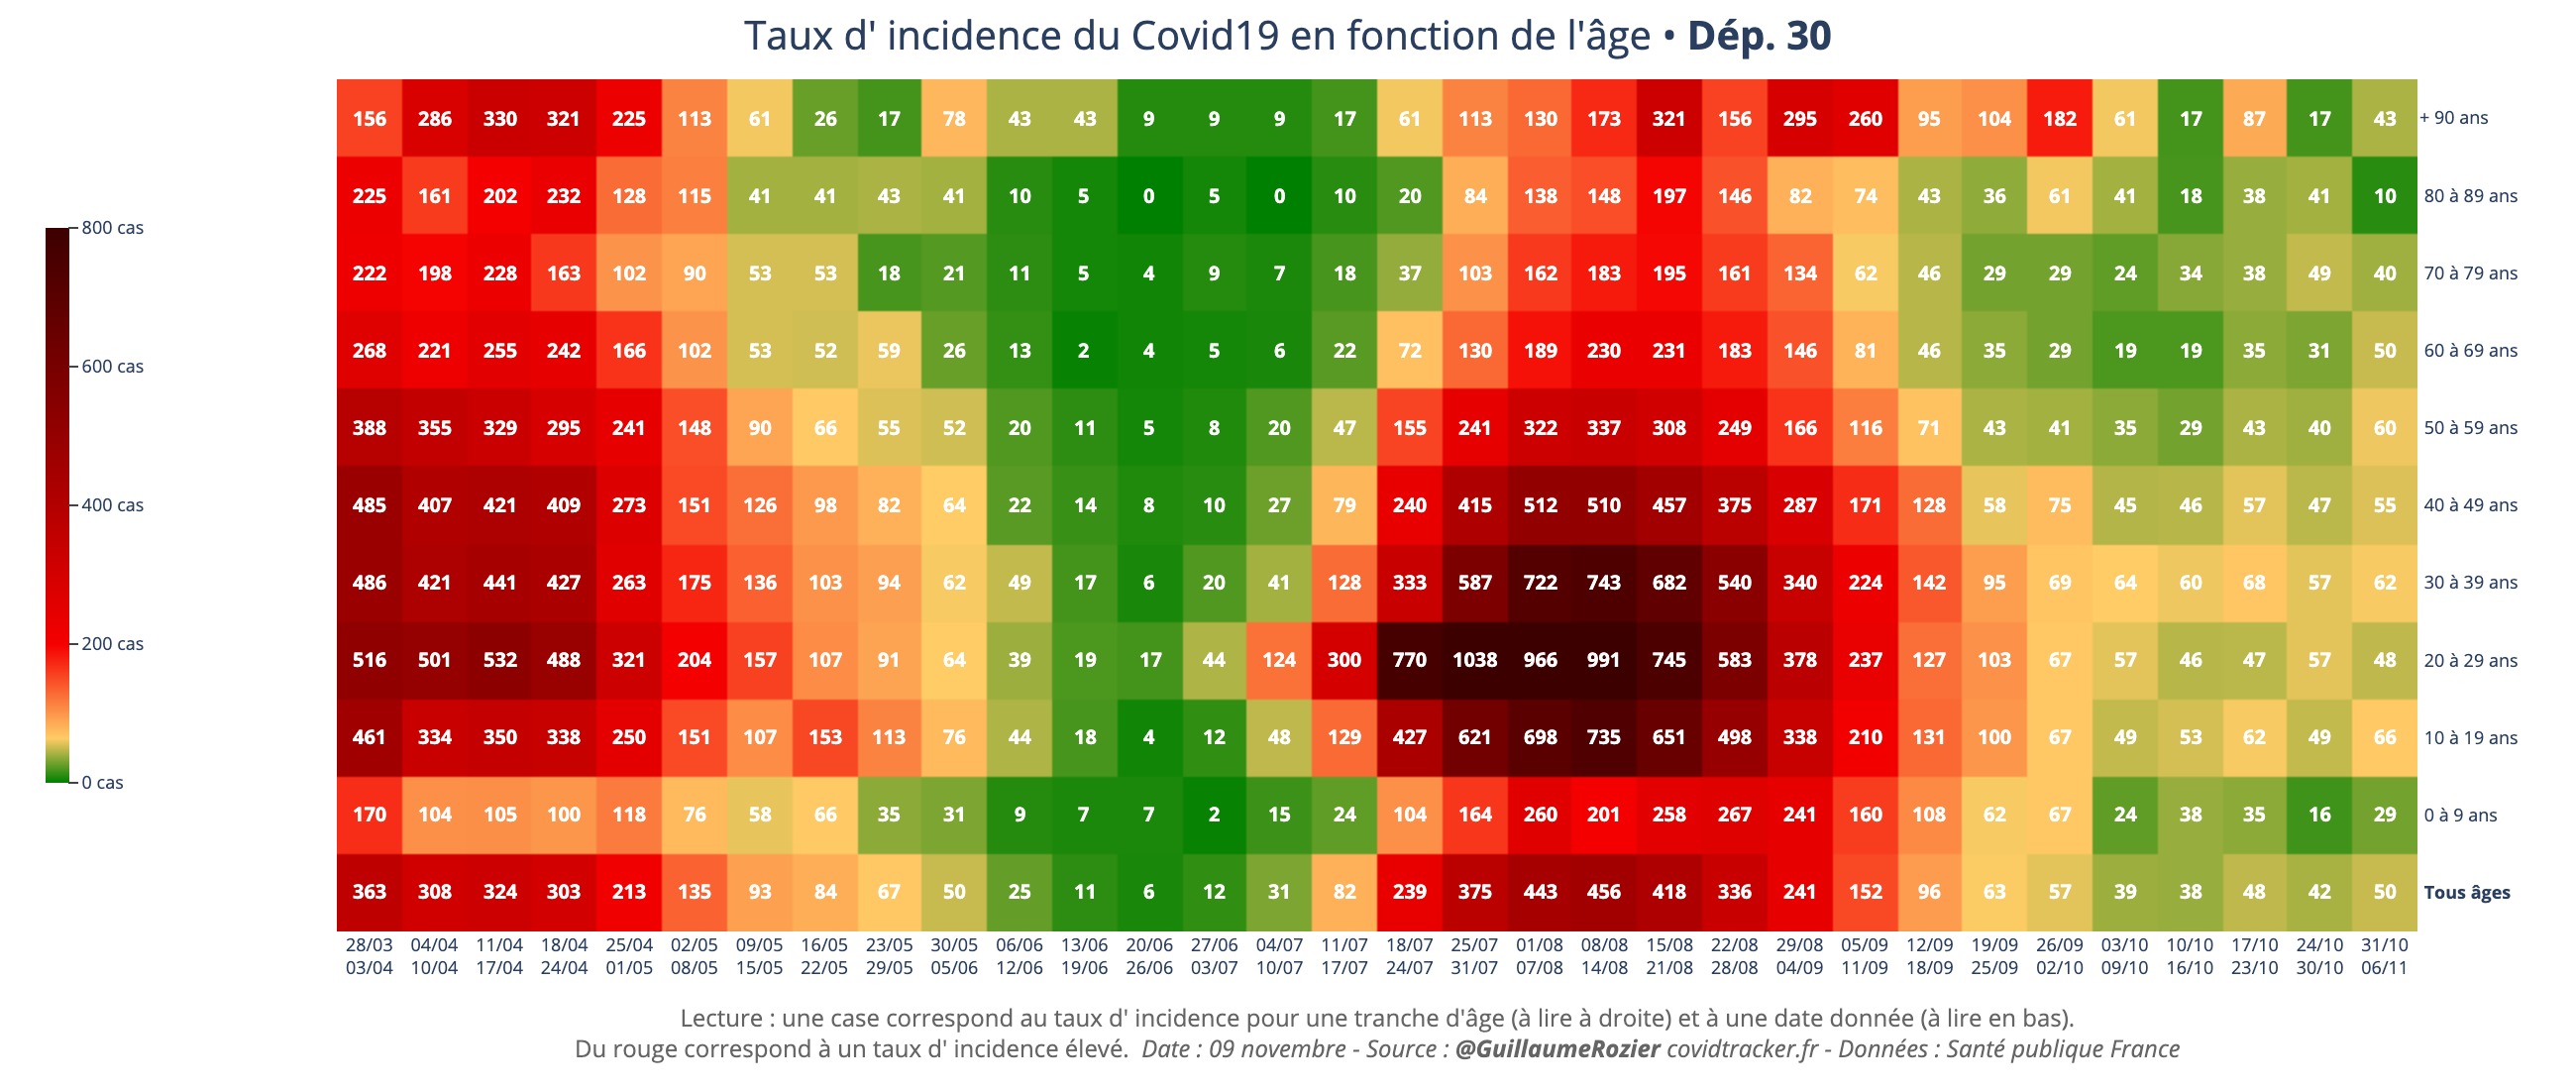 Taux d' incidence du Covid19 en fonction de l'âge • Dép. 30
156 286 330 321 225 113 61 26 17 78 43 43 9 9 9 17 61 113 130 173 321 156 295 260 95 104 182 61 17 87 17 43 + 90 ans
225 161 202 232 128 115 41 41 43 41 10 5 0 5 0 10 20 84 138 148 197 146 82 74 43 36 61 41 18 38 41 10 80 à 89 ans
222 198 228 163 102 90 53 53 18 21 11 5 4 9 7 18 37 103 162 183 195 161 134 62 46 29 29 24 34 38 49 40 70 à 79 ans
268 221 255 242 166 102 53 52 59 26 13 2 4 5 6 22 72 130 189 230 231 183 146 81 46 35 29 19 19 35 31 50 60 à 69 ans
388 355 329 295 241 148 90 66 55 52 20 11 5 8 20 47 155 241 322 337 308 249 166 116 71 43 41 35 29 43 40 60 50 à 59 ans
485 407 421 409 273 151 126 98 82 64 22 14 8 10 27 79 240 415 512 510 457 375 287 171 128 58 75 45 46 57 47 55 40 à 49 ans
486 421 441 427 263 175 136 103 94 62 49 17 6 20 41 128 333 587 722 743 682 540 340 224 142 95 69 64 60 68 57 62 30 à 39 ans
516 501 532 488 321 204 157 107 91 64 39 19 17 44 124 300 770 1038 966 991 745 583 378 237 127 103 67 57 46 47 57 48 20 à 29 ans
461 334 350 338 250 151 107 153 113 76 44 18 4 12 48 129 427 621 698 735 651 498 338 210 131 100 67 49 53 62 49 66 10 à 19 ans
170 104 105 100 118 76 58 66 35 31 9 7 7 2 15 24 104 164 260 201 258 267 241 160 108 62 67 24 38 35 16 29 0 à 9 ans
363 308 324 303 213 135 93 84 67 50 25 11 6 12 31 82 239 375 443 456 418 336 241 152 96 63 57 39 38 48 42 50 Tous âges
28/03 04/04 11/04 18/04 25/04 02/05 09/05 16/05 23/05 30/05 06/06 13/06 20/06 27/06 04/07 11/07 18/07 25/07 01/08 08/08 15/08 22/08 29/08 05/09 12/09 19/09 26/09 03/10 10/10 17/10 24/10 31/10
03/04 10/04 17/04 24/04 01/05 08/05 15/05 22/05 29/05 05/06 12/06 19/06 26/06 03/07 10/07 17/07 24/07 31/07 07/08 14/08 21/08 28/08 04/09 11/09 18/09 25/09 02/10 09/10 16/10 23/10 30/10 06/11
800 cas
600 cas
400 cas
200 cas
0 cas
Lecture : une case correspond au taux d' incidence pour une tranche d'âge (à lire à droite) et à une date donnée (à lire en bas).
Du rouge correspond à un taux d' incidence élevé. Date : 09 novembre - Source : @GuillaumeRozier covidtracker.fr - Données : Santé publique France